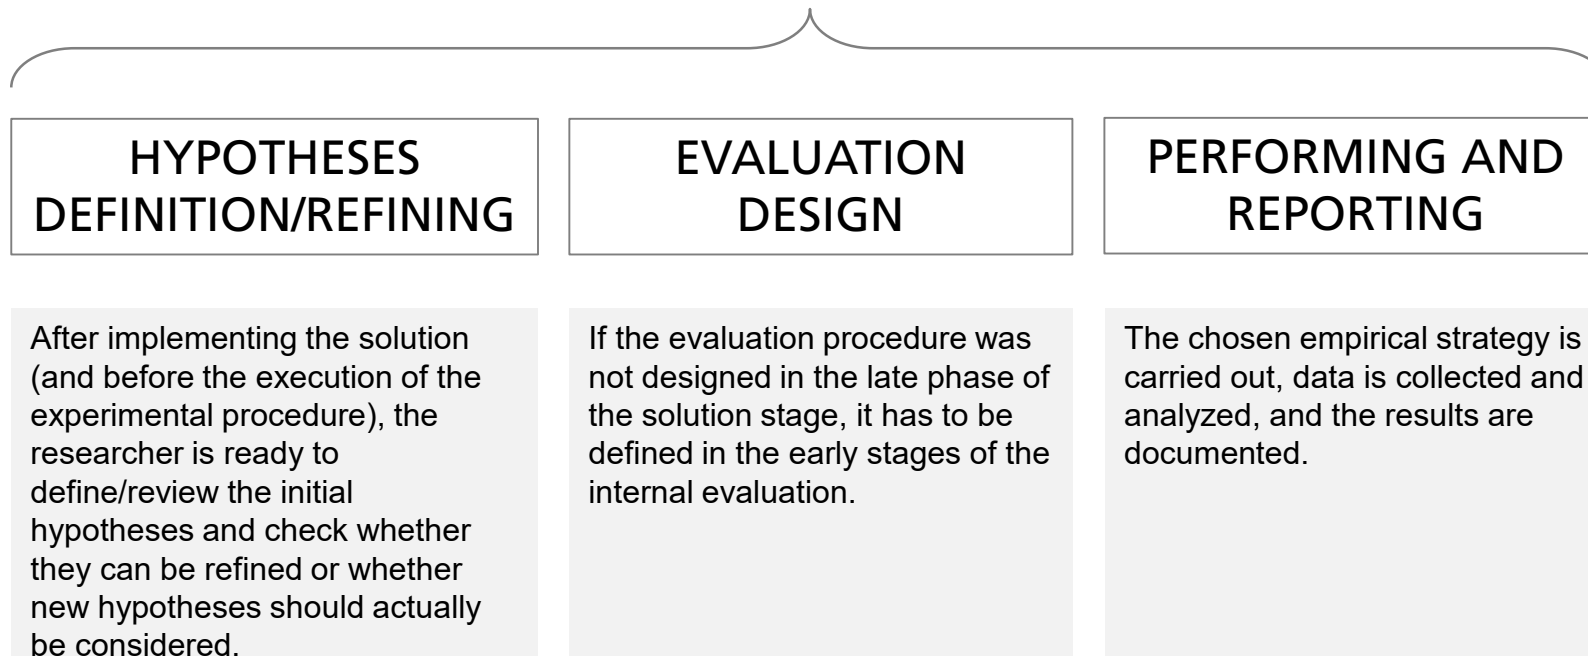 HYPOTHESES
DEFINITION/REFINING
After implementing the solution
(and before the execution of the
experimental procedure), the
researcher is ready to
define/review the initial
hypotheses and check whether
they can be refined or whether
new hypotheses should actually
be considered.
EVALUATION
DESIGN
If the evaluation procedure was
not designed in the late phase of
the solution stage, it has to be
defined in the early stages of the
internal evaluation.
PERFORMING AND
REPORTING
The chosen empirical strategy is
carried out, data is collected and
analyzed, and the results are
documented.